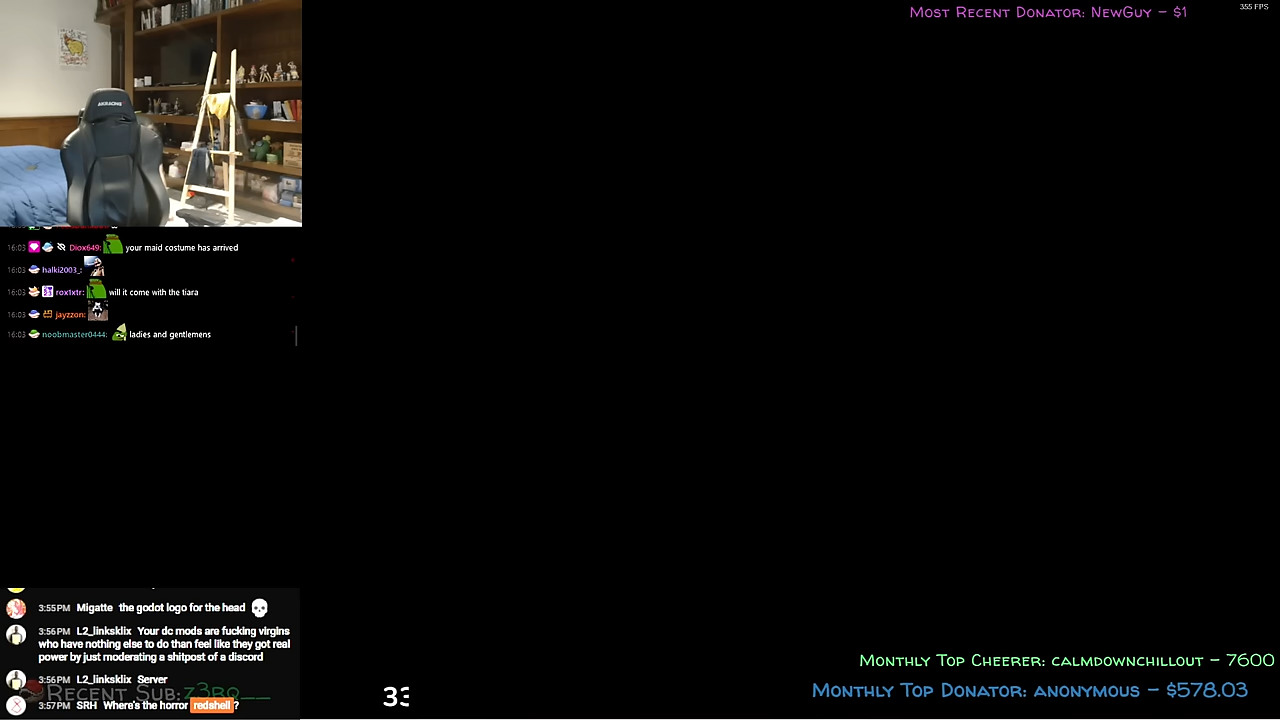 Most Recent Donator: NewGuy - $1
355 FPS
AKRACING
16:03 Diox649: your maid costume has arrived
16:03 halki2003_:
16:03 rox1xtr: will it come with the tiara
16:03 jayzzon:
16:03 noobmaster0444: ladies and gentlemens
3:55PM Migatte the godot logo for the head
3:56PM L2_linksklix Your dc mods are fucking virgins
who have nothing else to do than feel like they got real
power by just moderating a shitpost of a discord
3:56PM L2_linksklix Server
Recent Sub: z3ro__
3:57PM SRH Where's the horror redshell ?
33
Monthly Top Cheerer: calmdownchillout - 7600
Monthly Top Donator: anonymous - $578.03